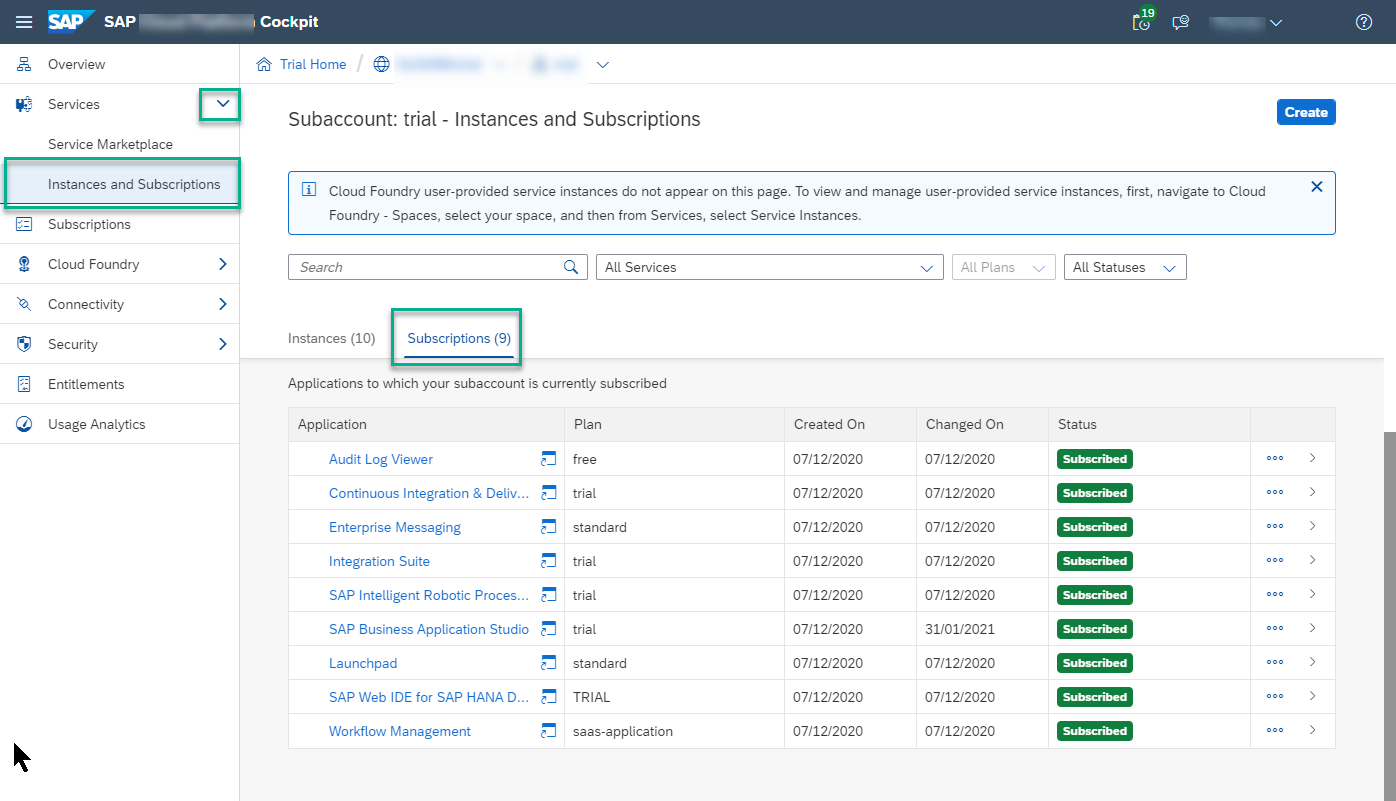 SAP SAP Cockpit 19
Overview
Services
Service Marketplace
Instances and Subscriptions
Subscriptions
Cloud Foundry
Connectivity
Security
Entitlements
Usage Analytics
Trial Home /
Subaccount: trial - Instances and Subscriptions
Create
Cloud Foundry user-provided service instances do not appear on this page. To view and manage user-provided service instances, first, navigate to Cloud
Foundry - Spaces, select your space, and then from Services, select Service Instances.
Search All Services All Plans All Statuses
Instances (10) Subscriptions (9)
Applications to which your subaccount is currently subscribed
Application Plan Created On Changed On Status
Audit Log Viewer free 07/12/2020 07/12/2020 Subscribed
Continuous Integration & Deliv... trial 07/12/2020 07/12/2020 Subscribed
Enterprise Messaging standard 07/12/2020 07/12/2020 Subscribed
Integration Suite trial 07/12/2020 07/12/2020 Subscribed
SAP Intelligent Robotic Proces... trial 07/12/2020 07/12/2020 Subscribed
SAP Business Application Studio trial 07/12/2020 31/01/2021 Subscribed
Launchpad standard 07/12/2020 07/12/2020 Subscribed
SAP Web IDE for SAP HANA D... TRIAL 07/12/2020 07/12/2020 Subscribed
Workflow Management saas-application 07/12/2020 07/12/2020 Subscribed